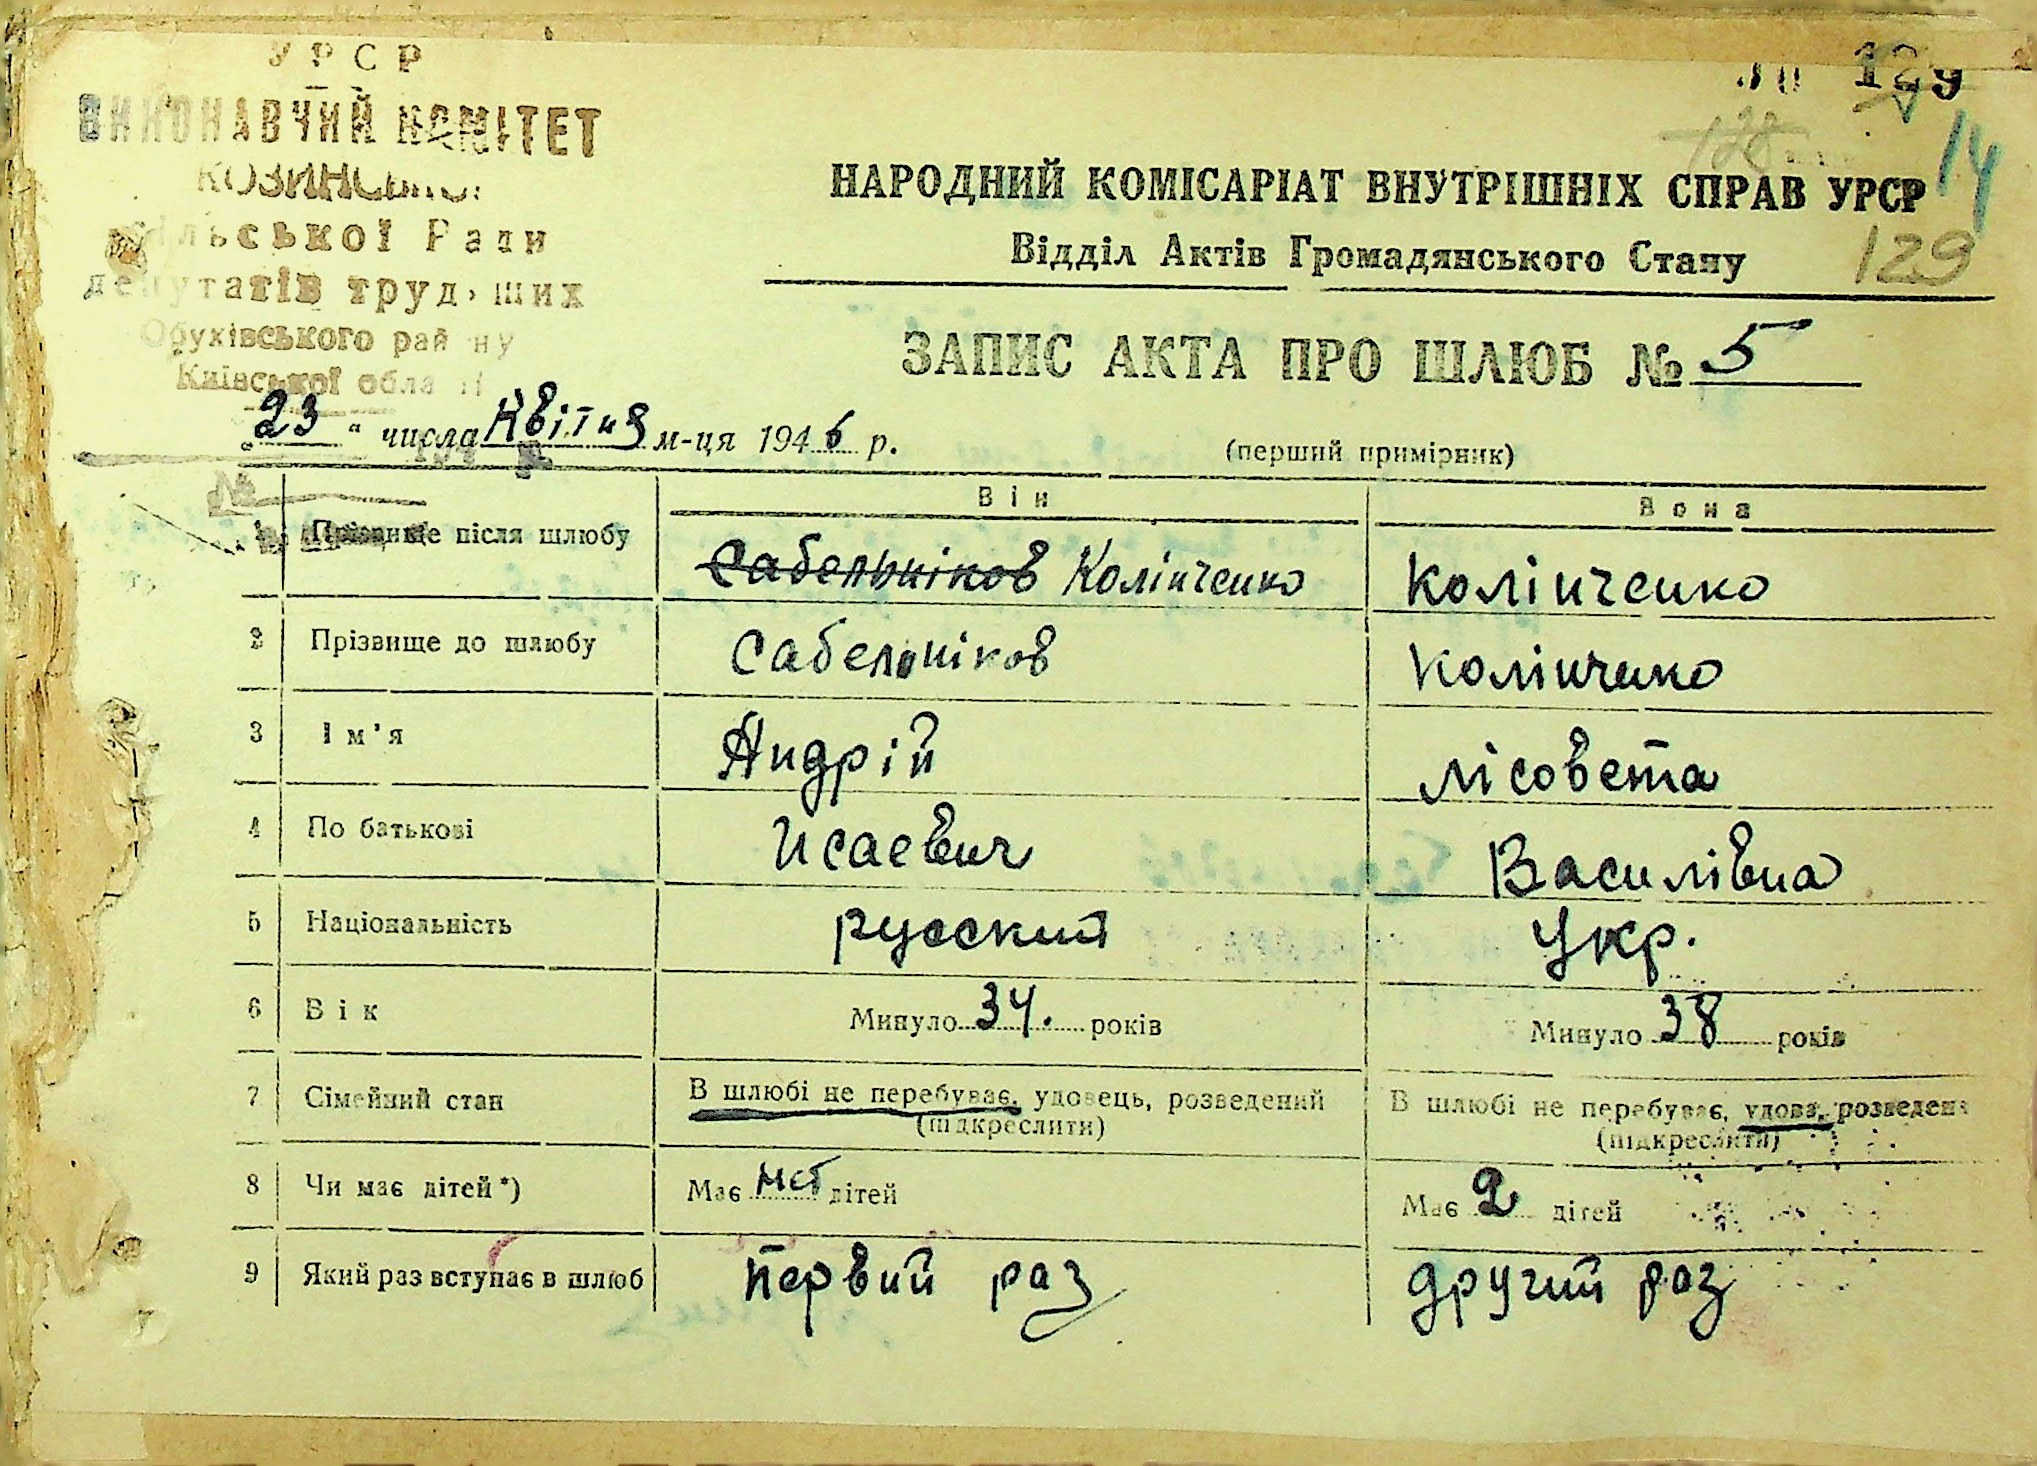 УРСР
ВИКОНАВЧИЙ КОМІТЕТ
КОЗИНСЬКОЇ
сільської Ради
депутатів трудящих
Обухівського району
Київської області
129
128
14
НАРОДНИЙ КОМІСАРІАТ ВНУТРІШНІХ СПРАВ УРСР
Відділ Актів Громадянського Стану
129
ЗАПИС АКТА ПРО ШЛЮБ № 5
„23“ числа Квітня м-ця 1946 р.
(перший примірник)
№
Він
Вона
1 Прізвище після шлюбу Сабельніков Колінченко Колінченко
2 Прізвище до шлюбу Сабельніков Колінченко
3 Ім'я Андрій Лісовета
4 По батькові Исаевич Василівна
5 Національність русский Укр.
6 Вік Минуло 34. років Минуло 38 років
7 Сімейний стан В шлюбі не перебуває, удовець, розведений В шлюбі не перебуває, удова, розведена
(підкреслити) (підкреслити)
8 Чи має дітей*) Має нет дітей Має 2 дітей
9 Який раз вступає в шлюб Первий раз другий раз